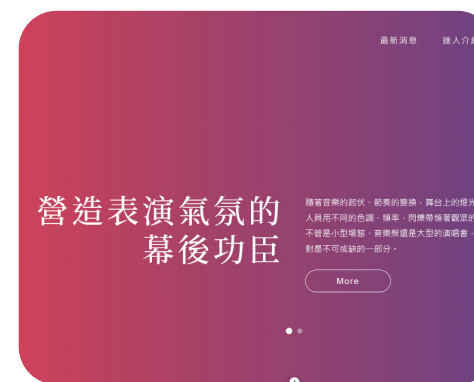 最新消息 達人介紹
營造表演氣氛的
幕後功臣
隨著音樂的起伏、節奏的變換，舞台上的燈光
人員用不同的色調、頻率、閃爍帶領著觀眾的
不管是小型場館、音樂祭還是大型的演唱會，
對是不可或缺的一部分。
More